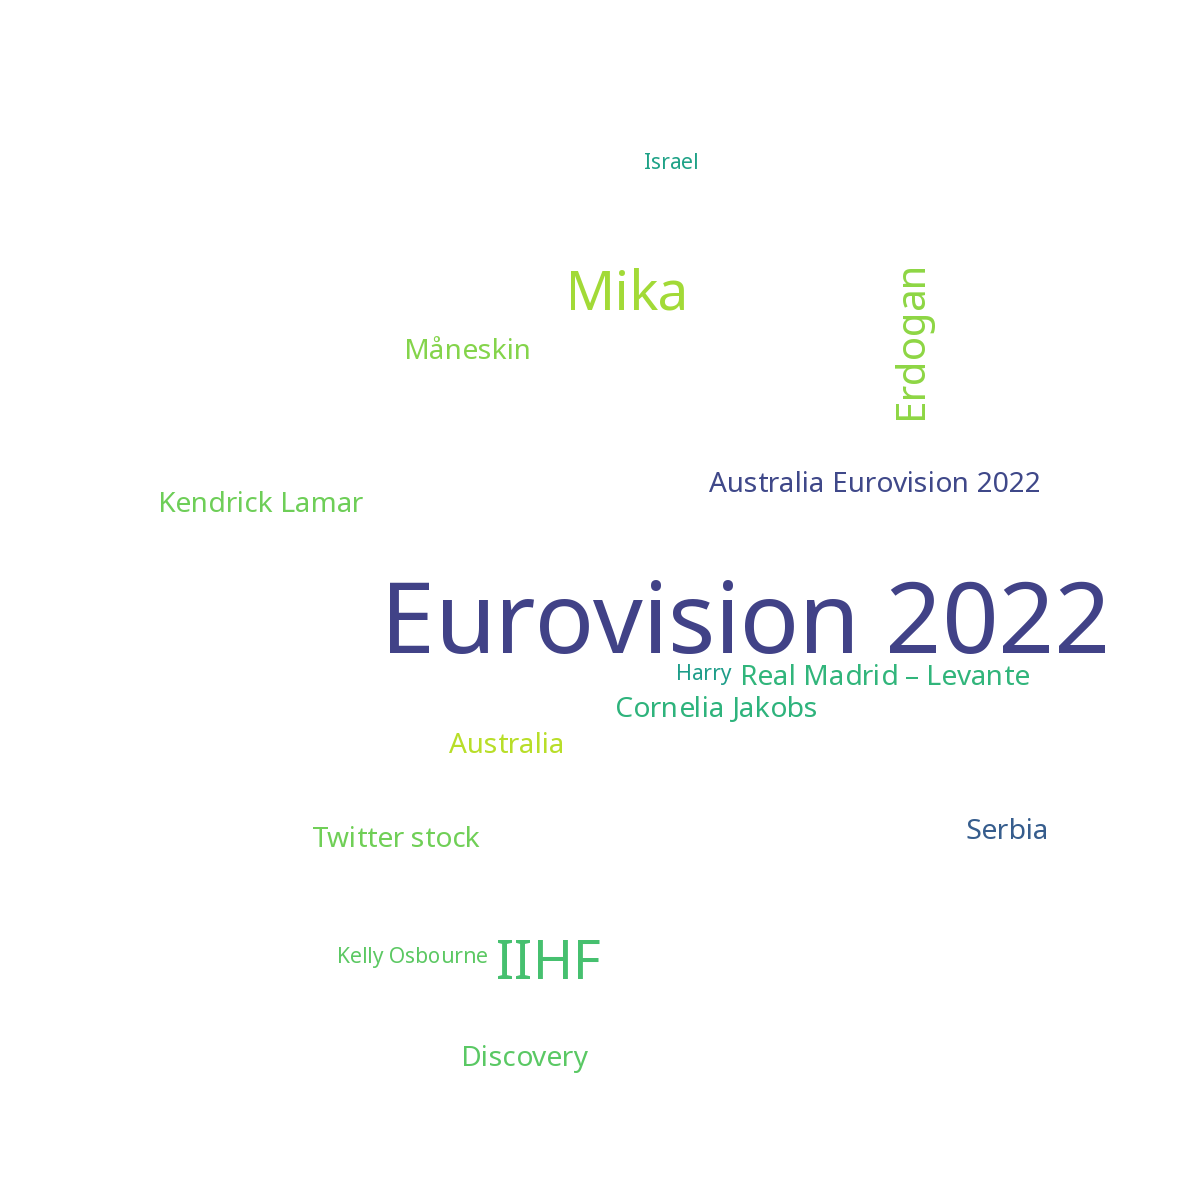 Israel
Mika
Erdogan
Måneskin
Australia Eurovision 2022
Kendrick Lamar
Eurovision 2022
Harry
Real Madrid – Levante
Cornelia Jakobs
Australia
Serbia
Twitter stock
Kelly Osbourne
IIHF
Discovery